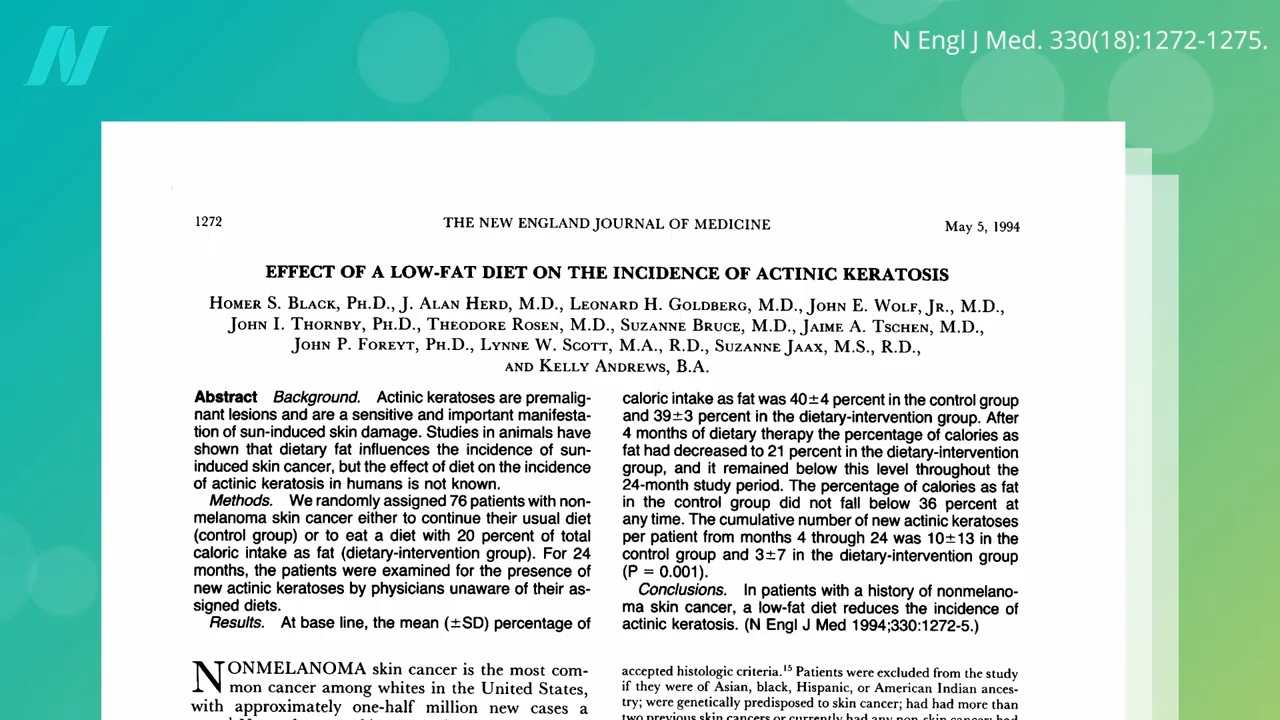 N
N Engl J Med. 330(18):1272-1275.
1272
THE NEW ENGLAND JOURNAL OF MEDICINE
May 5, 1994
EFFECT OF A LOW-FAT DIET ON THE INCIDENCE OF ACTINIC KERATOSIS
HOMER S. BLACK, PH.D., J. ALAN HERD, M.D., LEONARD H. GOLDBERG, M.D., JOHN E. WOLF, JR., M.D.,
JOHN I. THORNBY, PH.D., THEODORE ROSEN, M.D., SUZANNE BRUCE, M.D., JAIME A. TSCHEN, M.D.,
JOHN P. FOREYT, PH.D., LYNNE W. SCOTT, M.A., R.D., SUZANNE JAAX, M.S., R.D.,
AND KELLY ANDREWS, B.A.
Abstract Background. Actinic keratoses are premalig-
nant lesions and are a sensitive and important manifesta-
tion of sun-induced skin damage. Studies in animals have
shown that dietary fat influences the incidence of sun-
induced skin cancer, but the effect of diet on the incidence
of actinic keratosis in humans is not known.
Methods. We randomly assigned 76 patients with non-
melanoma skin cancer either to continue their usual diet
(control group) or to eat a diet with 20 percent of total
caloric intake as fat (dietary-intervention group). For 24
months, the patients were examined for the presence of
new actinic keratoses by physicians unaware of their as-
signed diets.
Results. At base line, the mean (±SD) percentage of
caloric intake as fat was 40±4 percent in the control group
and 39±3 percent in the dietary-intervention group. After
4 months of dietary therapy the percentage of calories as
fat had decreased to 21 percent in the dietary-intervention
group, and it remained below this level throughout the
24-month study period. The percentage of calories as fat
in the control group did not fall below 36 percent at
any time. The cumulative number of new actinic keratoses
per patient from months 4 through 24 was 10±13 in the
control group and 3±7 in the dietary-intervention group
(P = 0.001).
Conclusions. In patients with a history of nonmelano-
ma skin cancer, a low-fat diet reduces the incidence of
actinic keratosis. (N Engl J Med 1994;330:1272-5.)
NONMELANOMA skin cancer is the most com-
mon cancer among whites in the United States,
with approximately one-half million new cases a
accepted histologic criteria.15 Patients were excluded from the study
if they were of Asian, black, Hispanic, or American Indian ances-
try; were genetically predisposed to skin cancer; had had more than
two previous skin cancers or currently had any non-skin cancer; had